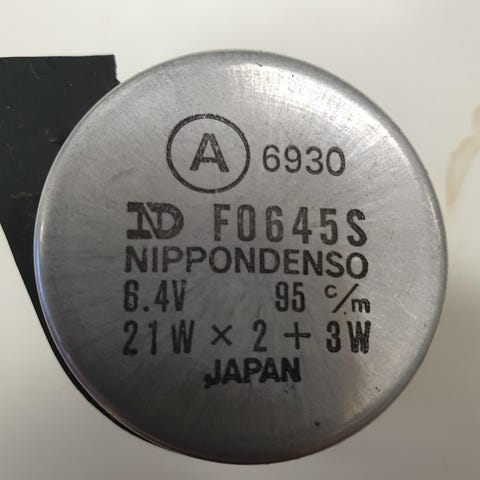 A 6930
ND F0645S
NIPPONDENSO
6.4V 95 c/m
21W × 2 + 3W
JAPAN